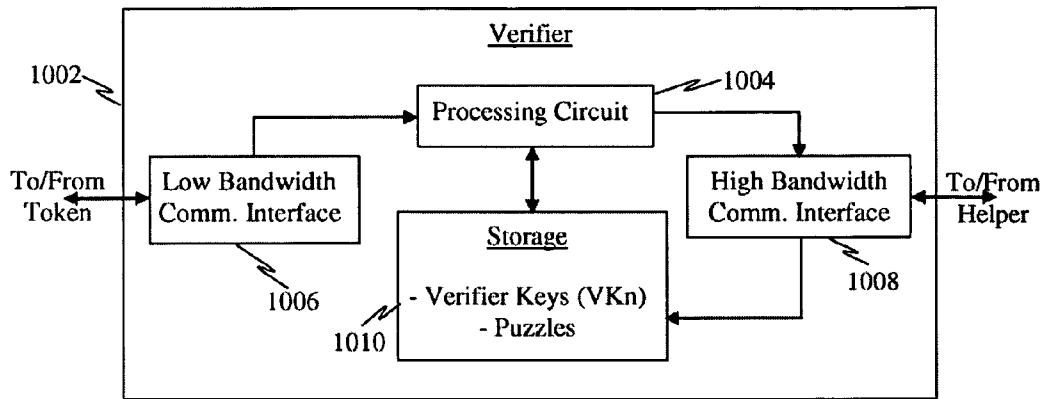 Verifier
1002
1004
Processing Circuit
To/From
Token
Low Bandwidth
Comm. Interface
High Bandwidth
Comm. Interface
To/From
Helper
1006
Storage
- Verifier Keys (VKn)
- Puzzles
1008
1010